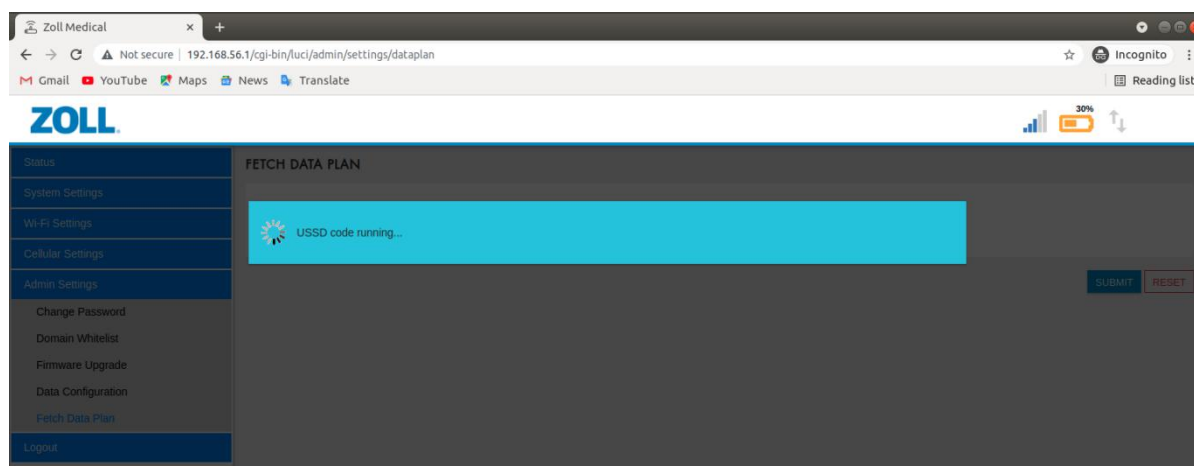 Zoll Medical
Not secure | 192.168.56.1/cgi-bin/luci/admin/settings/dataplan
Incognito
Gmail YouTube Maps News Translate
Reading list
ZOLL.
30%
Status
FETCH DATA PLAN
System Settings
Wi-Fi Settings
USSD code running...
Cellular Settings
Admin Settings
SUBMIT RESET
Change Password
Domain Whitelist
Firmware Upgrade
Data Configuration
Fetch Data Plan
Logout